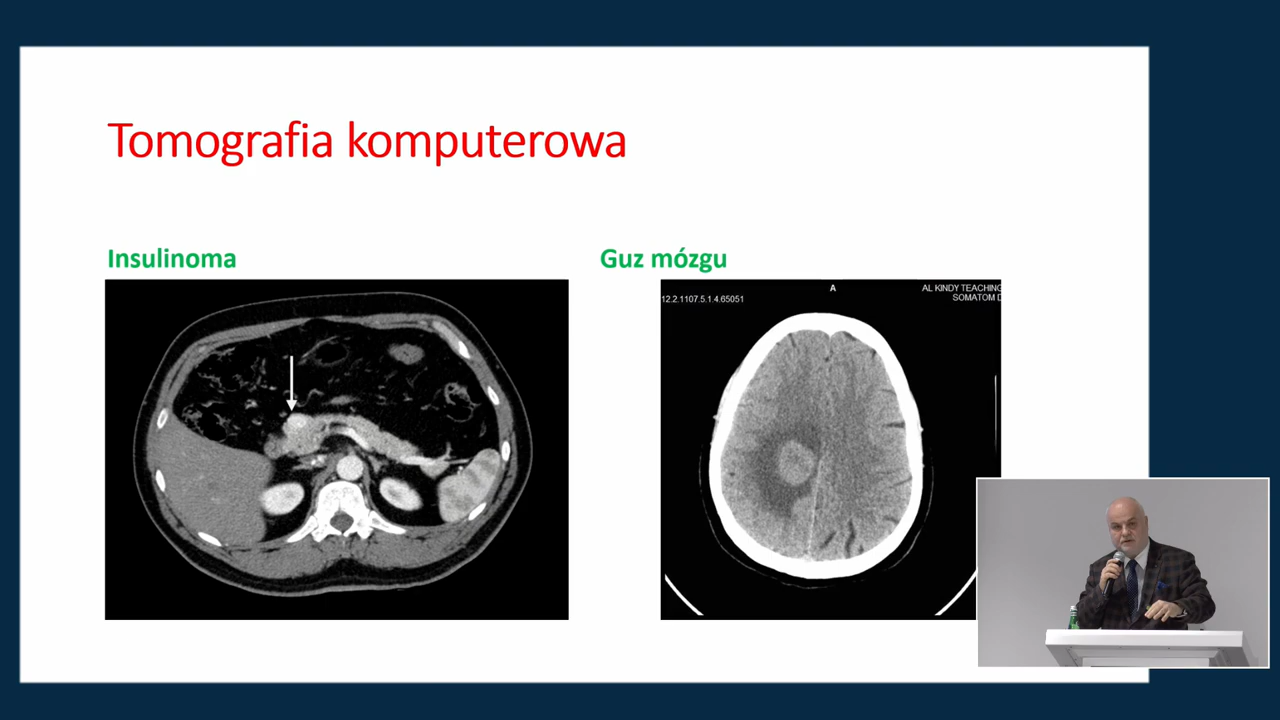 Tomografia komputerowa
Insulinoma
Guz mózgu
12.2.1107.5.1.4.65051
A
AL KINDY TEACHING
SOMATOM D